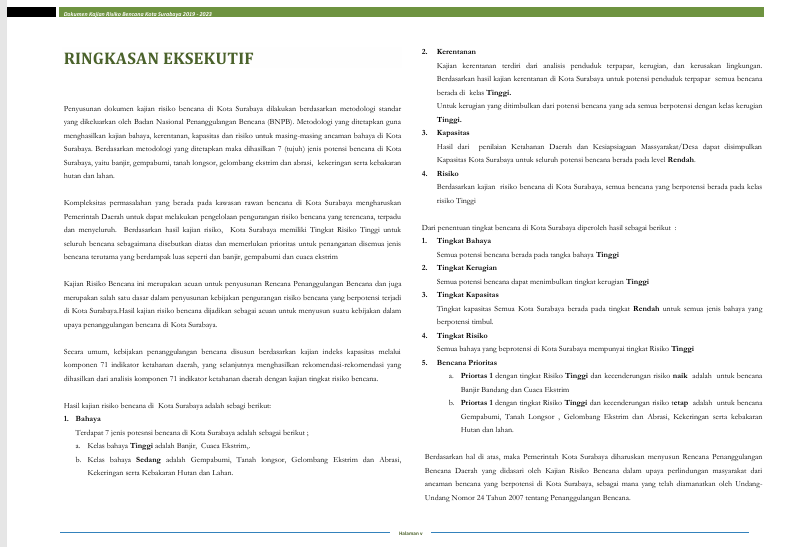 Dokumen Kajian Risiko Bencana Kota Surabaya 2019 - 2023
RINGKASAN EKSEKUTIF
Penyusunan dokumen kajian risiko bencana di Kota Surabaya dilakukan berdasarkan metodologi standar
yang dikeluarkan oleh Badan Nasional Penanggulangan Bencana (BNPB). Metodologi yang ditetapkan guna
menghasilkan kajian bahaya, kerentanan, kapasitas dan risiko untuk masing-masing ancaman bahaya di Kota
Surabaya. Berdasarkan metodologi yang ditetapkan maka dihasilkan 7 (tujuh) jenis potensi bencana di Kota
Surabaya, yaitu banjir, gempabumi, tanah longsor, gelombang ekstrim dan abrasi, kekeringan serta kebakaran
hutan dan lahan.
Kompleksitas permasalahan yang berada pada kawasan rawan bencana di Kota Surabaya mengharuskan
Pemerintah Daerah untuk dapat melakukan pengelolaan pengurangan risiko bencana yang terencana, terpadu
dan menyeluruh. Berdasarkan hasil kajian risiko, Kota Surabaya memiliki Tingkat Risiko Tinggi untuk
seluruh bencana sebagaimana disebutkan diatas dan memerlukan prioritas untuk penanganan disemua jenis
bencana terutama yang berdampak luas seperti dan banjir, gempabumi dan cuaca ekstrim
Kajian Risiko Bencana ini merupakan acuan untuk penyusunan Rencana Penanggulangan Bencana dan juga
merupakan salah satu dasar dalam penyusunan kebijakan pengurangan risiko bencana yang berpotensi terjadi
di Kota Surabaya.Hasil kajian risiko bencana dijadikan sebagai acuan untuk menyusun suatu kebijakan dalam
upaya penanggulangan bencana di Kota Surabaya.
Secara umum, kebijakan penanggulangan bencana disusun berdasarkan kajian indeks kapasitas melalui
komponen 71 indikator ketahanan daerah, yang selanjutnya menghasilkan rekomendasi-rekomendasi yang
dihasilkan dari analisis komponen 71 indikator ketahanan daerah dengan kajian tingkat risiko bencana.
Hasil kajian risiko bencana di Kota Surabaya adalah sebagi berikut:
1. Bahaya
Terdapat 7 jenis potesnsi bencana di Kota Surabaya adalah sebagai berikut ;
a. Kelas bahaya Tinggi adalah Banjir, Cuaca Ekstrim,.
b. Kelas bahaya Sedang adalah Gempabumi, Tanah longsor, Gelombang Ekstrim dan Abrasi,
Kekeringan serta Kebakaran Hutan dan Lahan.
2. Kerentanan
Kajian kerentanan terdiri dari analisis penduduk terpapar, kerugian, dan kerusakan lingkungan.
Berdasarkan hasil kajian kerentanan di Kota Surabaya untuk potensi penduduk terpapar semua bencana
berada di kelas Tinggi.
Untuk kerugian yang ditimbulkan dari potensi bencana yang ada semua berpotensi dengan kelas kerugian
Tinggi.
3. Kapasitas
Hasil dari penilaian Ketahanan Daerah dan Kesiapsiagaan Massyarakat/Desa dapat disimpulkan
Kapasitas Kota Surabaya untuk seluruh potensi bencana berada pada level Rendah.
4. Risiko
Berdasarkan kajian risiko bencana di Kota Surabaya, semua bencana yang berpotensi berada pada kelas
risiko Tinggi
Dari penentuan tingkat bencana di Kota Surabaya diperoleh hasil sebagai berikut :
1. Tingkat Bahaya
Semua potensi bencana berada pada tangka bahaya Tinggi
2. Tingkat Kerugian
Semua potensi bencana dapat menimbulkan tingkat kerugian Tinggi
3. Tingkat Kapasitas
Tingkat kapasitas Semua Kota Surabaya berada pada tingkat Rendah untuk semua jenis bahaya yang
berpotensi timbul.
4. Tingkat Risiko
Semua bahaya yang beprotensi di Kota Surabaya mempunyai tingkat Risiko Tinggi
5. Bencana Prioritas
a. Priortas 1 dengan tingkat Risiko Tinggi dan kecenderungan risiko naik adalah untuk bencana
Banjir Bandang dan Cuaca Ekstrim
b. Priortas 1 dengan tingkat Risiko Tinggi dan kecenderungan risiko tetap adalah untuk bencana
Gempabumi, Tanah Longsor , Gelombang Ekstrim dan Abrasi, Kekeringan serta kebakaran
Hutan dan lahan.
Berdasarkan hal di atas, maka Pemerintah Kota Surabaya diharuskan menyusun Rencana Penanggulangan
Bencana Daerah yang didasari oleh Kajian Risiko Bencana dalam upaya perlindungan masyarakat dari
ancaman bencana yang berpotensi di Kota Surabaya, sebagai mana yang telah diamanatkan oleh Undang-
Undang Nomor 24 Tahun 2007 tentang Penanggulangan Bencana.
Halaman v